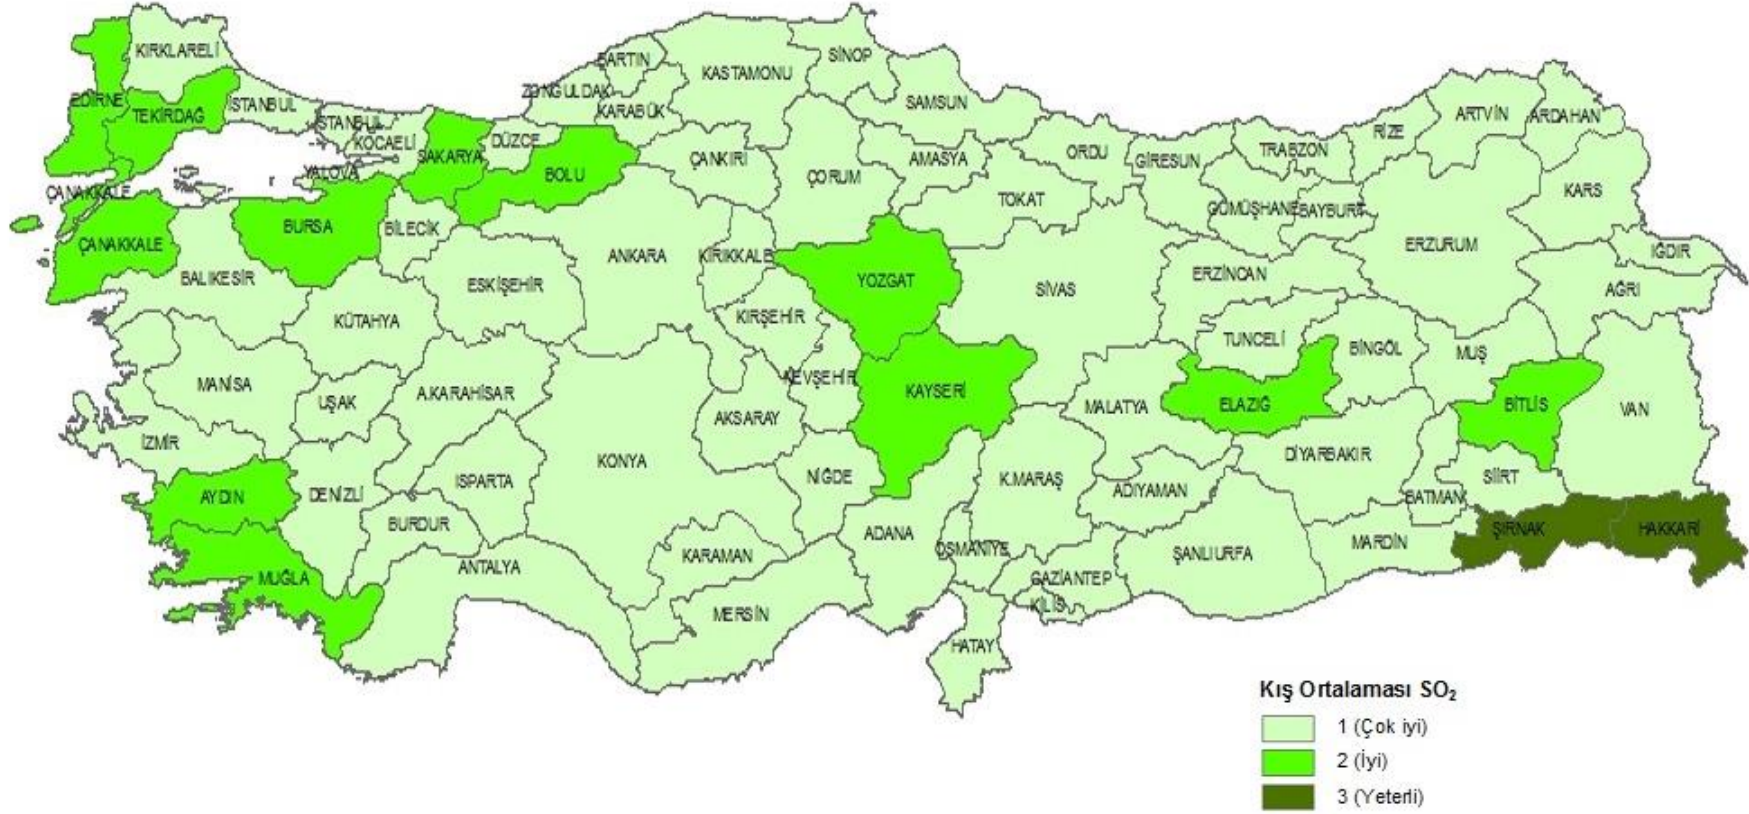 KIRKLARELİ
EDİRNE
TEKİRDAĞ
İSTANBUL
İSTANBUL
KOCAELİ
YALOVA
SAKARYA
DÜZCE
BOLU
ZONGULDAK
BARTIN
KARABÜK
KASTAMONU
SİNOP
SAMSUN
ÇANKIRI
ÇORUM
AMASYA
TOKAT
ORDU
GİRESUN
TRABZON
RİZE
ARTVİN
ARDAHAN
GÜMÜŞHANE
BAYBURT
KARS
ÇANAKKALE
ÇANAKKALE
BURSA
BİLECİK
BALIKESİR
ESKİŞEHİR
ANKARA
KIRIKKALE
YOZGAT
SİVAS
ERZİNCAN
ERZURUM
IĞDIR
AĞRI
KÜTAHYA
KIRŞEHİR
TUNCELİ
BİNGÖL
MUŞ
MANİSA
UŞAK
A.KARAHİSAR
NEVŞEHİR
AKSARAY
KAYSERİ
MALATYA
ELAZIĞ
BİTLİS
VAN
İZMİR
KONYA
NİĞDE
K.MARAŞ
ADIYAMAN
DİYARBAKIR
BATMAN
SİİRT
AYDIN
DENİZLİ
ISPARTA
BURDUR
ADANA
OSMANİYE
ŞANLIURFA
MARDİN
ŞIRNAK
HAKKARİ
MUĞLA
ANTALYA
KARAMAN
MERSİN
GAZİANTEP
KİLİS
HATAY
Kış Ortalaması SO₂
1 (Çok iyi)
2 (İyi)
3 (Yeterli)